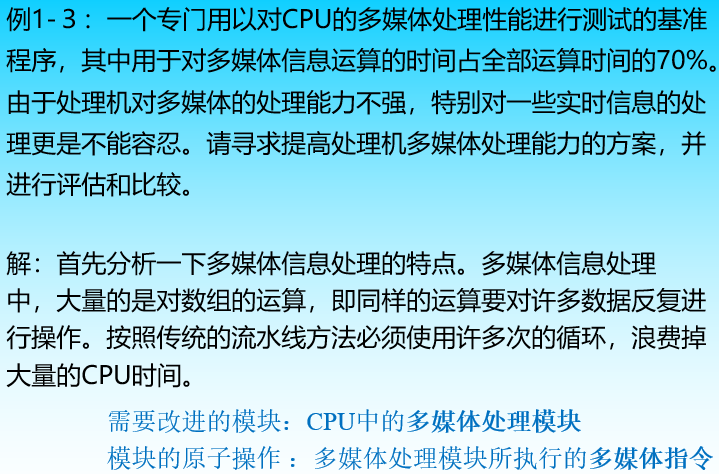 例1-３：一个专门用以对CPU的多媒体处理性能进行测试的基准
程序，其中用于对多媒体信息运算的时间占全部运算时间的70%。
由于处理机对多媒体的处理能力不强，特别对一些实时信息的处
理更是不能容忍。请寻求提高处理机多媒体处理能力的方案，并
进行评估和比较。
解：首先分析一下多媒体信息处理的特点。多媒体信息处理
中，大量的是对数组的运算，即同样的运算要对许多数据反复进
行操作。按照传统的流水线方法必须使用许多次的循环，浪费掉
大量的CPU时间。
需要改进的模块：CPU中的多媒体处理模块
模块的原子操作 ：多媒体处理模块所执行的多媒体指令